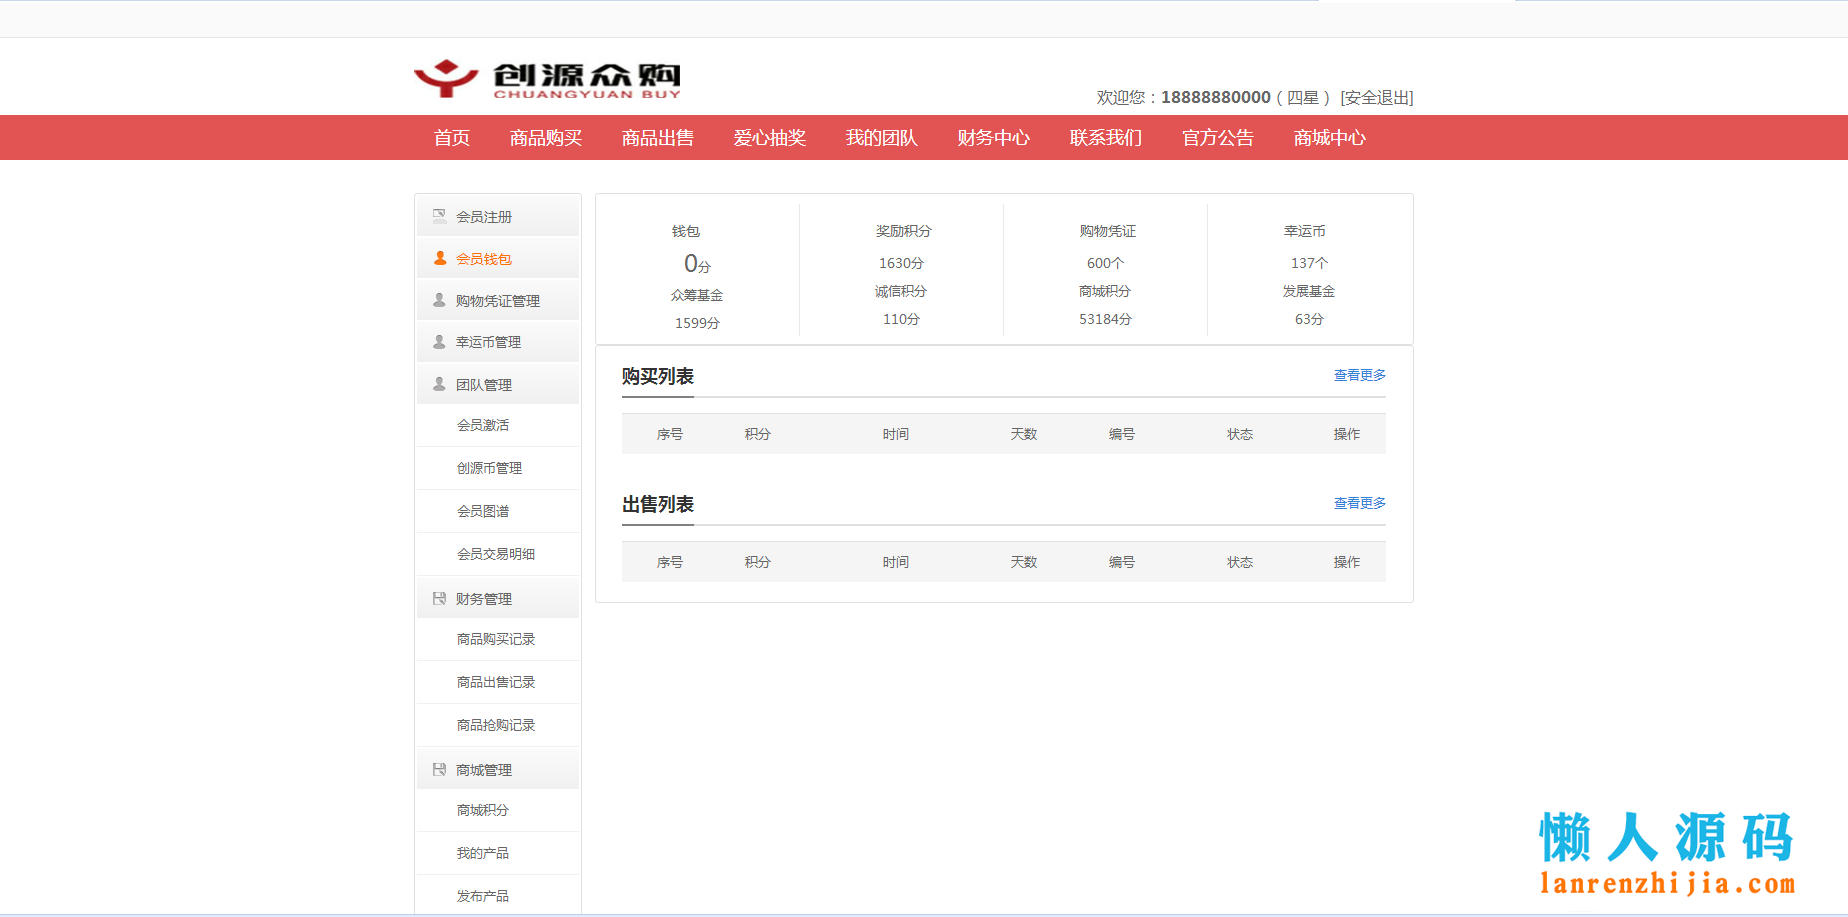 创源众购
CHUANGYUAN BUY
欢迎您：18888880000（四星） [安全退出]
首页 商品购买 商品出售 爱心抽奖 我的团队 财务中心 联系我们 官方公告 商城中心
会员注册
会员钱包
购物凭证管理
幸运币管理
团队管理
会员激活
创源币管理
会员图谱
会员交易明细
财务管理
商品购买记录
商品出售记录
商品抢购记录
商城管理
商城积分
我的产品
发布产品
钱包 奖励积分 购物凭证 幸运币
0分 1630分 600个 137个
众筹基金 诚信积分 商城积分 发展基金
1599分 110分 53184分 63分
购买列表 查看更多
序号 积分 时间 天数 编号 状态 操作
出售列表 查看更多
序号 积分 时间 天数 编号 状态 操作
懒人源码
lanrenzhijia.com